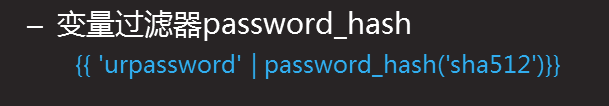 – 变量过滤器password_hash
{{ 'urpassword' | password_hash('sha512')}}